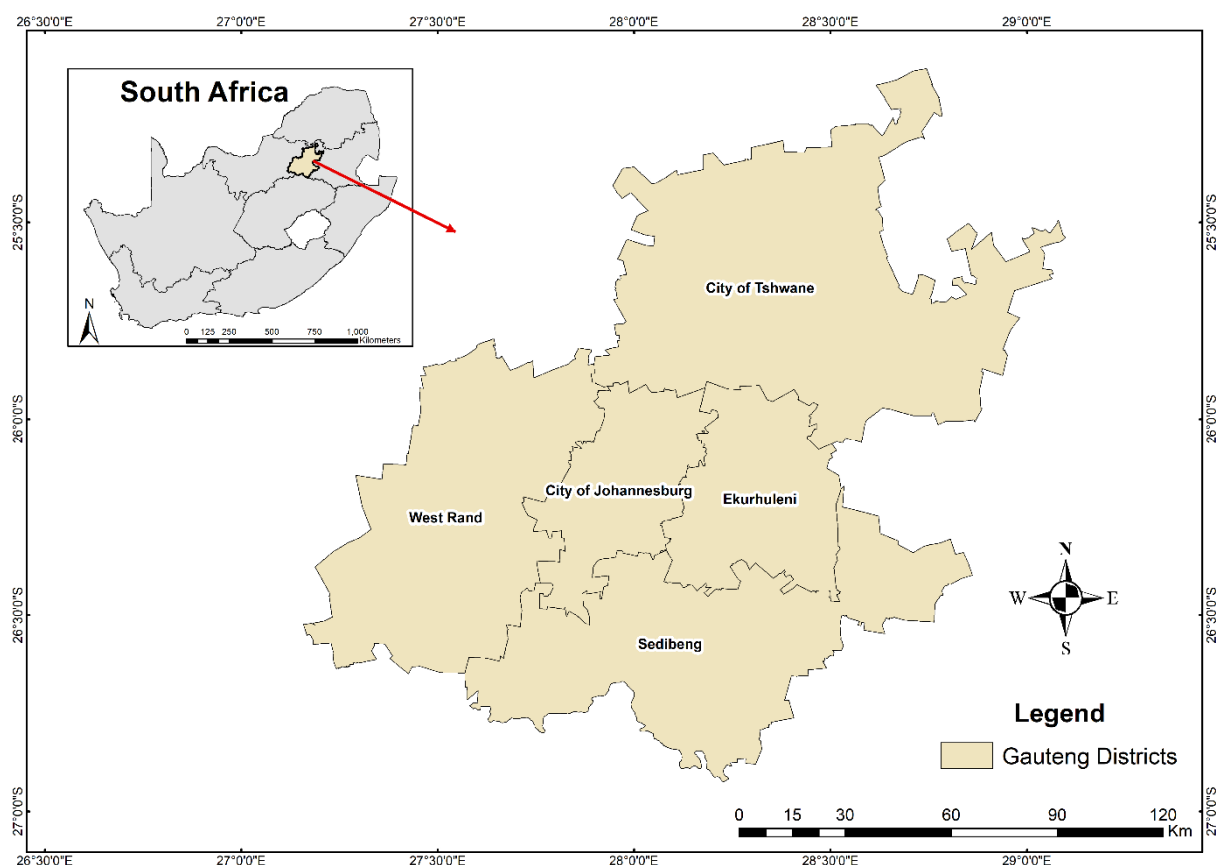 26°30'0"E
27°0'0"E
27°30'0"E
28°0'0"E
28°30'0"E
29°0'0"E
South Africa
N
0 125 250 500 750 1,000
Kilometers
25°30'0"S
25°30'0"S
City of Tshwane
26°0'0"S
26°0'0"S
City of Johannesburg
Ekurhuleni
West Rand
N
W
E
S
26°30'0"S
26°30'0"S
Sedibeng
Legend
Gauteng Districts
27°0'0"S
27°0'0"S
0 15 30 60 90 120
Km
26°30'0"E
27°0'0"E
27°30'0"E
28°0'0"E
28°30'0"E
29°0'0"E